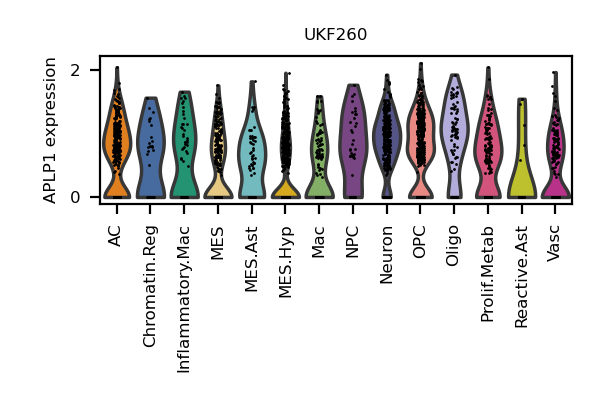 UKF260
APLP1 expression
2
0
AC
Chromatin.Reg
Inflammatory.Mac
MES
MES.Ast
MES.Hyp
Mac
NPC
Neuron
OPC
Oligo
Prolif.Metab
Reactive.Ast
Vasc